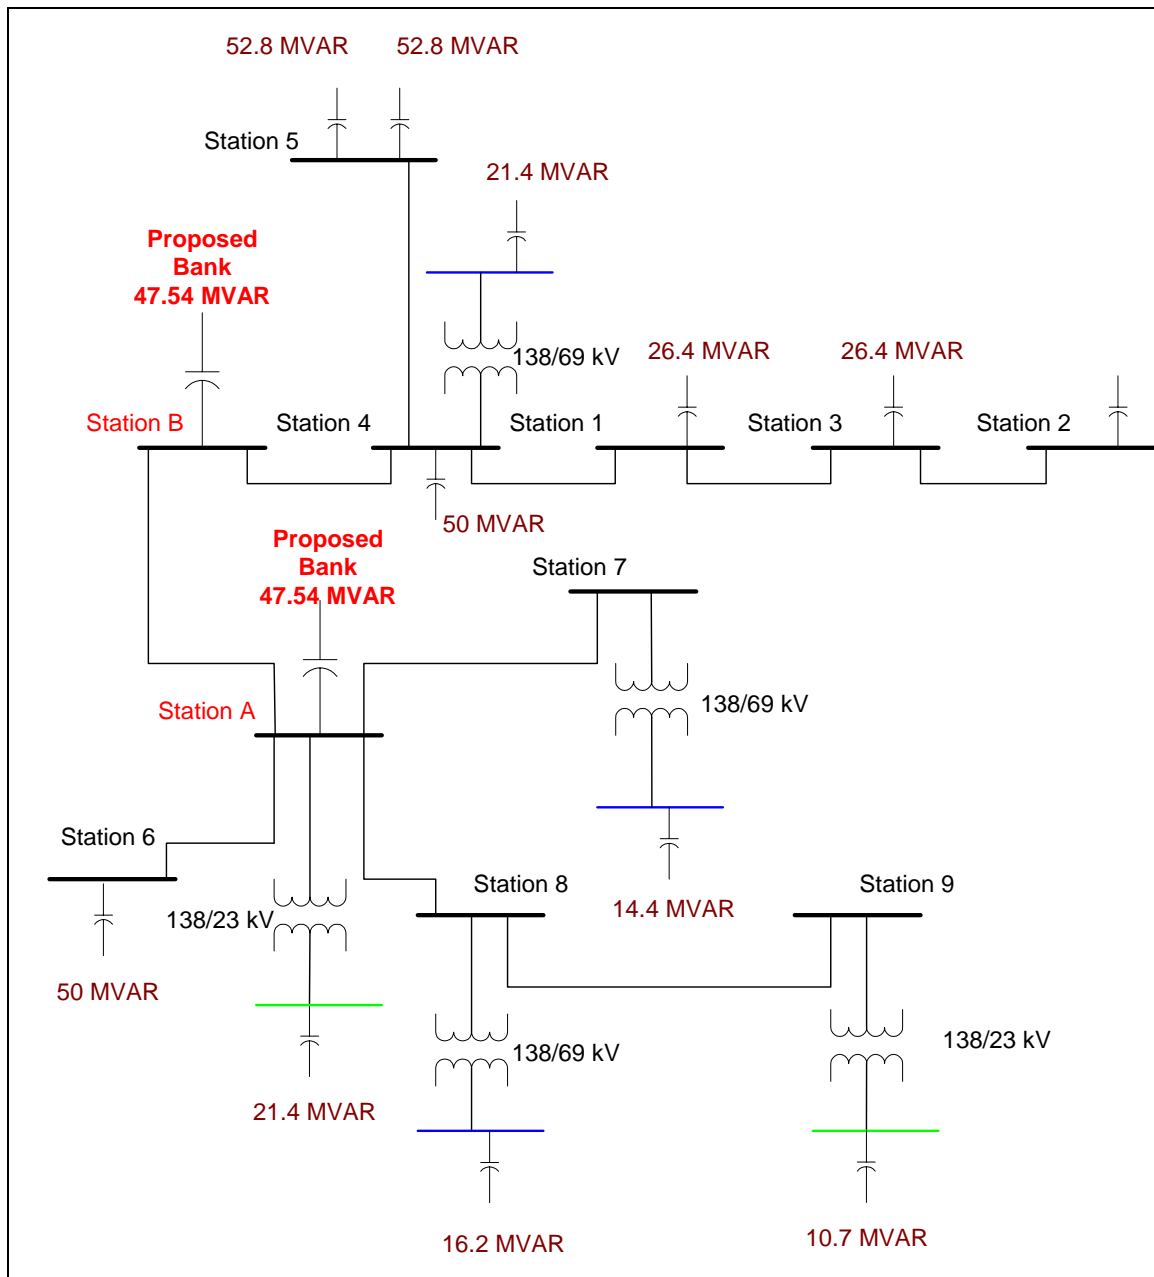 52.8 MVAR
52.8 MVAR
Station 5
21.4 MVAR
Proposed
Bank
47.54 MVAR
138/69 kV
26.4 MVAR
26.4 MVAR
Station B
Station 4
Station 1
Station 3
Station 2
50 MVAR
Proposed
Bank
47.54 MVAR
Station 7
Station A
138/69 kV
Station 6
Station 8
Station 9
14.4 MVAR
138/23 kV
50 MVAR
138/69 kV
138/23 kV
21.4 MVAR
16.2 MVAR
10.7 MVAR